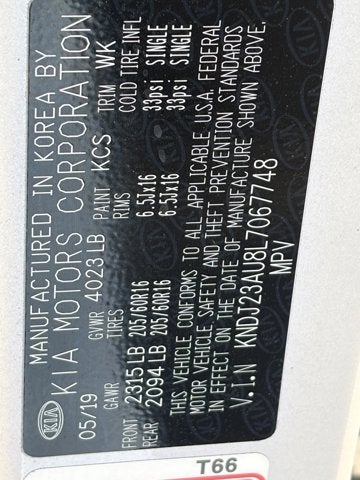 MANUFACTURED IN KOREA BY
KIA KIA MOTORS CORPORATION
05/19 GVWR 4023 LB PAINT KCS TRIM WK
GAWR TIRES RIMS COLD TIRE INFL
FRONT 2315 LB 205/60R16 6.5Jx16 33psi SINGLE
REAR 2094 LB 205/60R16 6.5Jx16 33psi SINGLE
THIS VEHICLE CONFORMS TO ALL APPLICABLE U.S.A. FEDERAL
MOTOR VEHICLE SAFETY AND THEFT PREVENTION STANDARDS
IN EFFECT ON THE DATE OF MANUFACTURE SHOWN ABOVE.
V.I.N KNDJ23AU8L7067748
MPV
T66